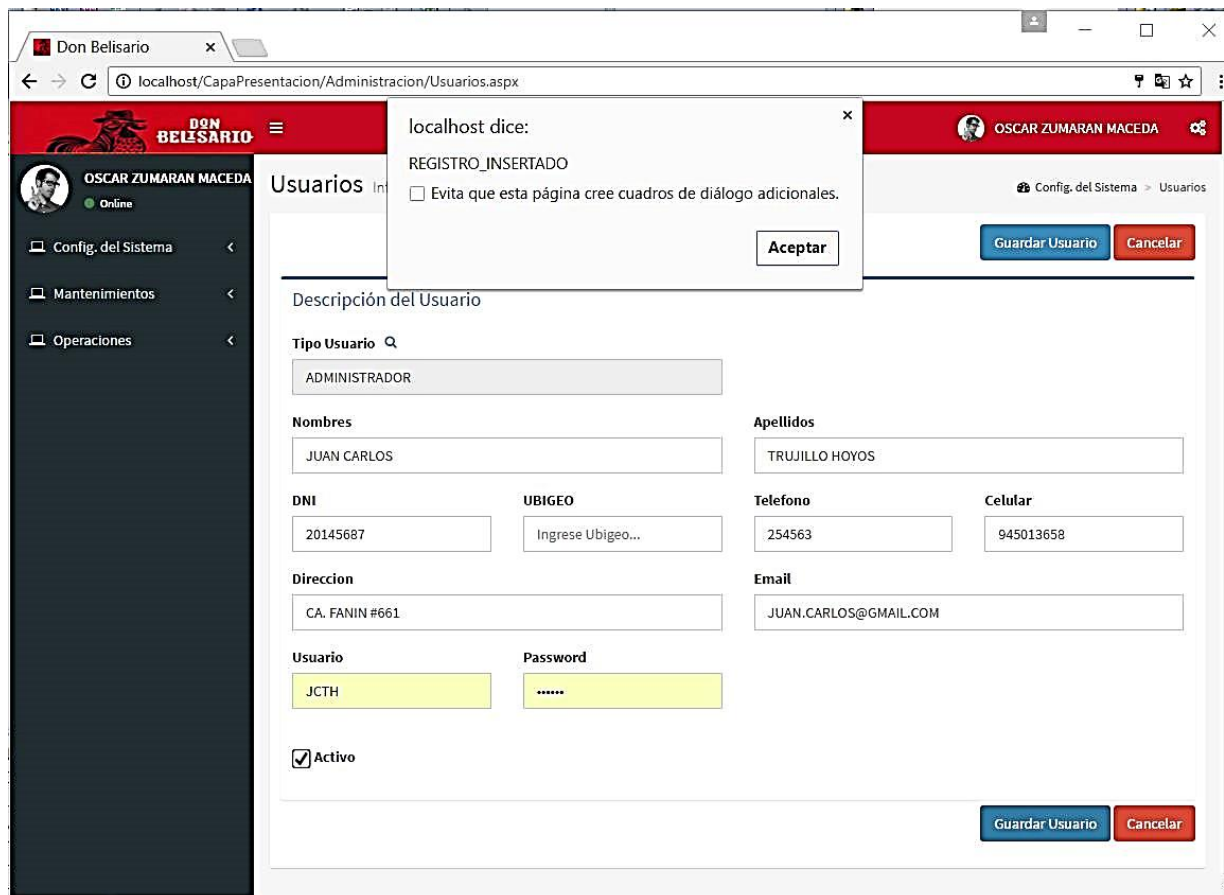 Don Belisario
localhost/CapaPresentacion/Administracion/Usuarios.aspx
DON
BELISARIO
OSCAR ZUMARAN MACEDA
localhost dice:
REGISTRO_INSERTADO
Evita que esta página cree cuadros de diálogo adicionales.
Aceptar
OSCAR ZUMARAN MACEDA
Online
Usuarios
Config. del Sistema > Usuarios
Config. del Sistema
Mantenimientos
Operaciones
Guardar Usuario
Cancelar
Descripción del Usuario
Tipo Usuario
ADMINISTRADOR
Nombres
Apellidos
JUAN CARLOS
TRUJILLO HOYOS
DNI
UBIGEO
Telefono
Celular
20145687
Ingrese Ubigeo...
254563
945013658
Direccion
Email
CA. FANIN #661
JUAN.CARLOS@GMAIL.COM
Usuario
Password
JCTH
••••••
Activo
Guardar Usuario
Cancelar